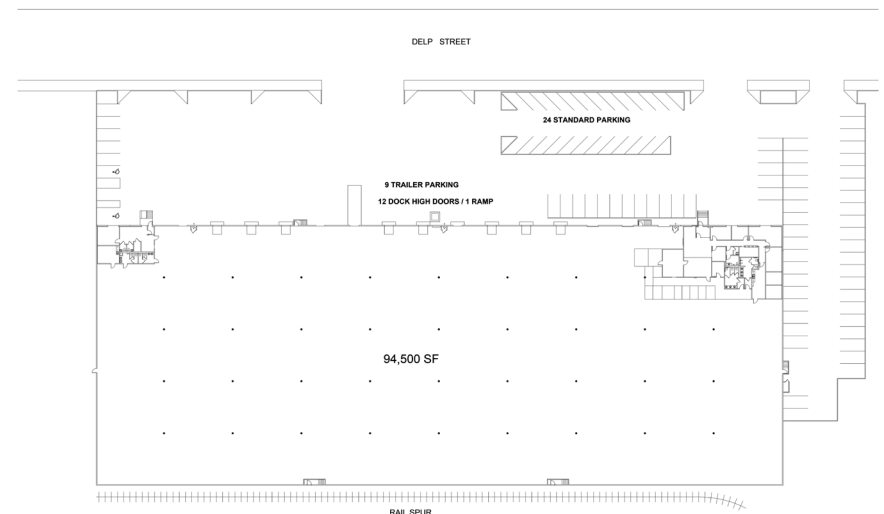 DELP STREET
24 STANDARD PARKING
9 TRAILER PARKING
12 DOCK HIGH DOORS / 1 RAMP
94,500 SF
RAIL SPUR